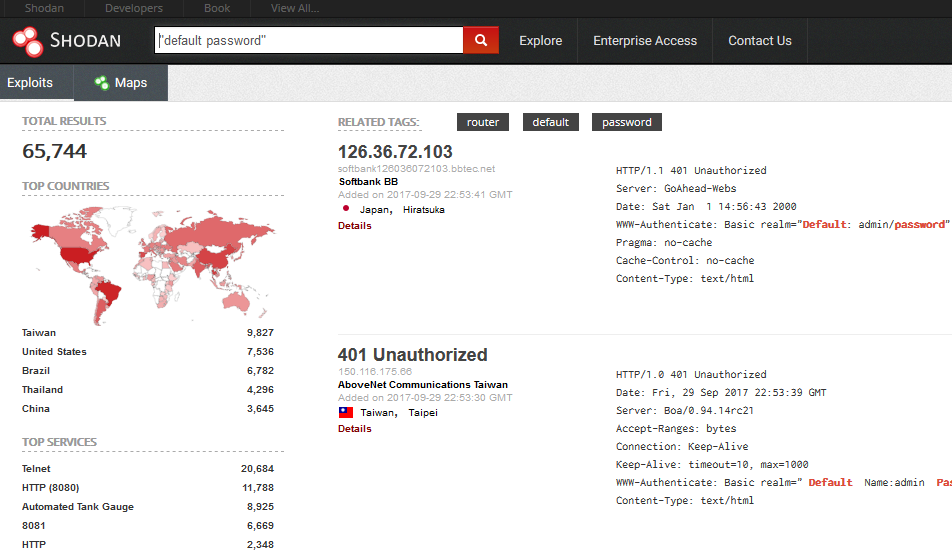 Shodan Developers Book View All...
SHODAN "default password" Explore Enterprise Access Contact Us
Exploits Maps
TOTAL RESULTS
65,744
TOP COUNTRIES
Taiwan 9,827
United States 7,536
Brazil 6,782
Thailand 4,296
China 3,645
TOP SERVICES
Telnet 20,684
HTTP (8080) 11,788
Automated Tank Gauge 8,925
8081 6,669
HTTP 2,348
RELATED TAGS: router default password
126.36.72.103
softbank126036072103.bbtec.net
Softbank BB
Added on 2017-09-29 22:53:41 GMT
Japan, Hiratsuka
Details
HTTP/1.1 401 Unauthorized
Server: GoAhead-Webs
Date: Sat Jan 1 14:56:43 2000
WWW-Authenticate: Basic realm="Default: admin/password"
Pragma: no-cache
Cache-Control: no-cache
Content-Type: text/html
401 Unauthorized
150.116.175.66
AboveNet Communications Taiwan
Added on 2017-09-29 22:53:30 GMT
Taiwan, Taipei
Details
HTTP/1.0 401 Unauthorized
Date: Fri, 29 Sep 2017 22:53:39 GMT
Server: Boa/0.94.14rc21
Accept-Ranges: bytes
Connection: Keep-Alive
Keep-Alive: timeout=10, max=1000
WWW-Authenticate: Basic realm=" Default Name:admin Pas
Content-Type: text/html